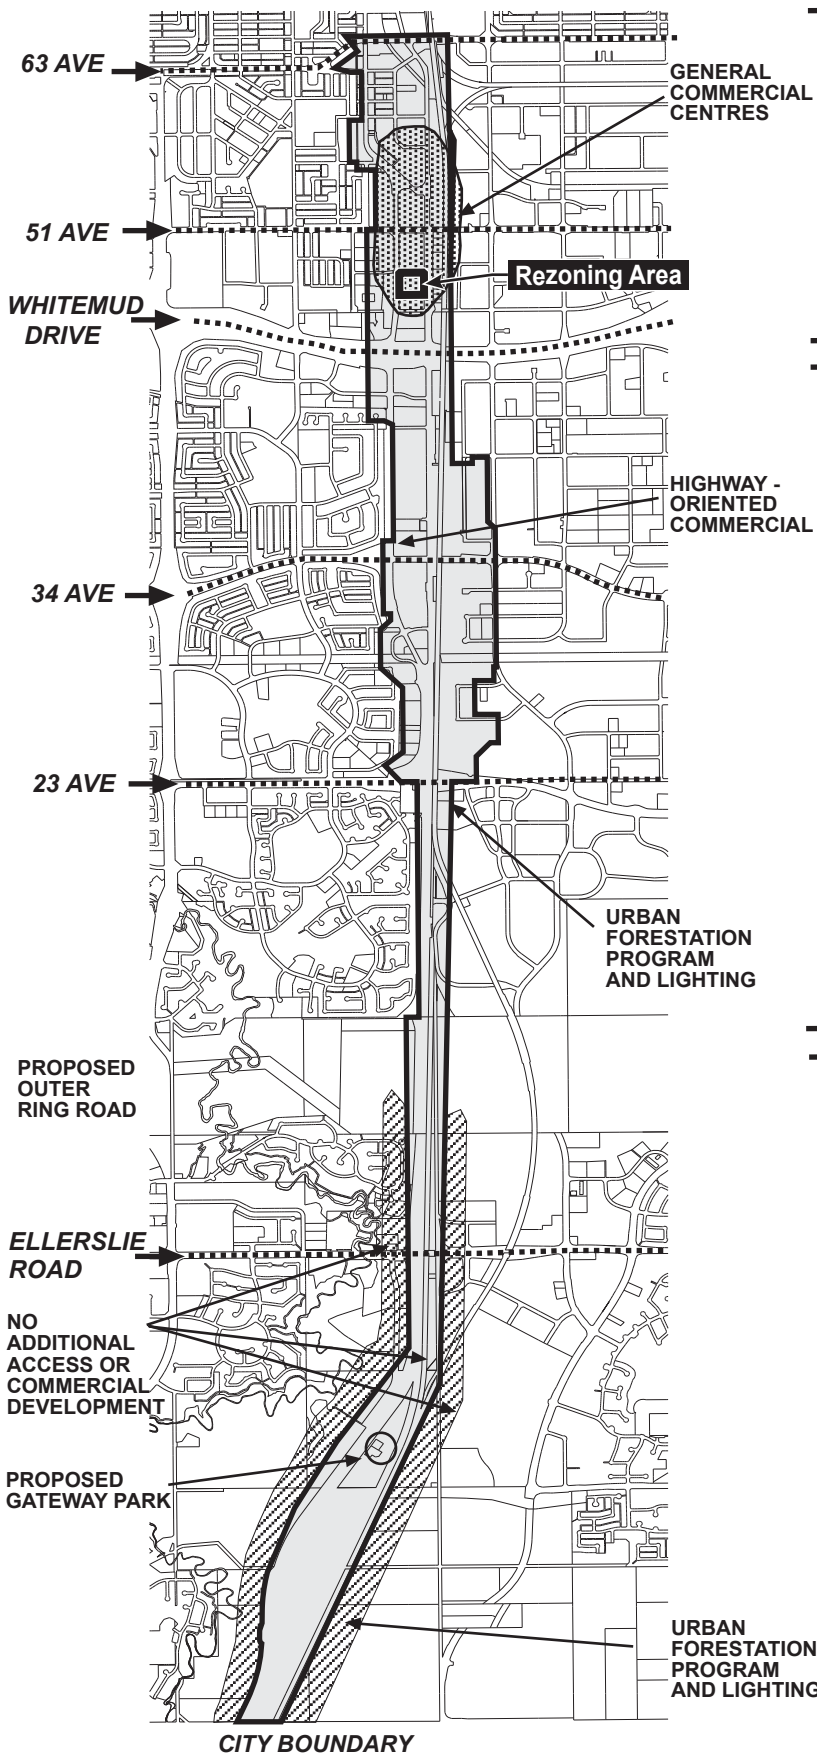 63 AVE
GENERAL
COMMERCIAL
CENTRES
51 AVE
Rezoning Area
WHITEMUD
DRIVE
HIGHWAY -
ORIENTED
COMMERCIAL
34 AVE
23 AVE
URBAN
FORESTATION
PROGRAM
AND LIGHTING
PROPOSED
OUTER
RING ROAD
ELLERSLIE
ROAD
NO
ADDITIONAL
ACCESS OR
COMMERCIAL
DEVELOPMENT
PROPOSED
GATEWAY PARK
URBAN
FORESTATION
PROGRAM
AND LIGHTING
CITY BOUNDARY